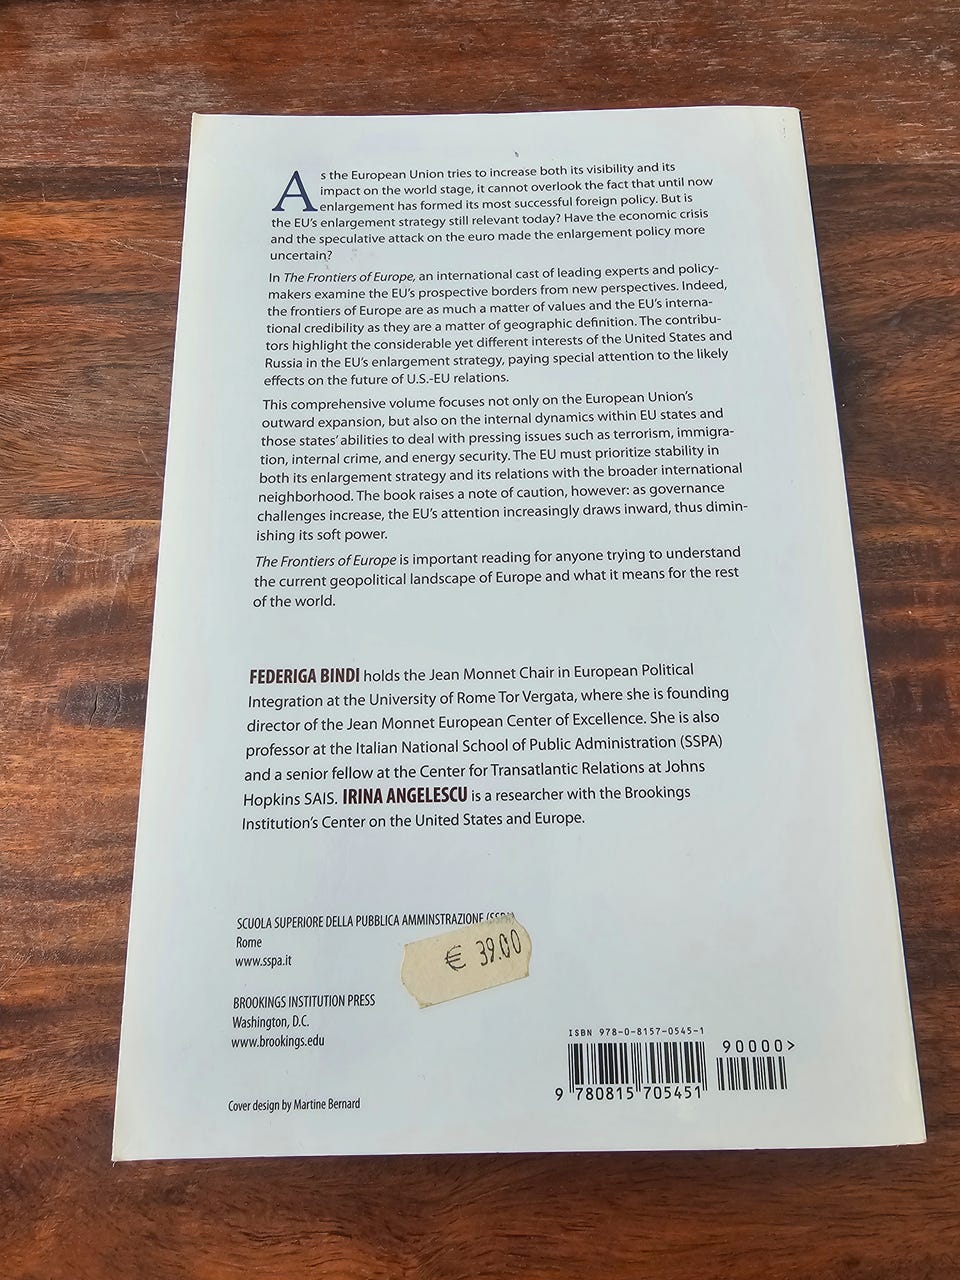 As the European Union tries to increase both its visibility and its
impact on the world stage, it cannot overlook the fact that until now
enlargement has formed its most successful foreign policy. But is
the EU's enlargement strategy still relevant today? Have the economic crisis
and the speculative attack on the euro made the enlargement policy more
uncertain?
In The Frontiers of Europe, an international cast of leading experts and policy-
makers examine the EU's prospective borders from new perspectives. Indeed,
the frontiers of Europe are as much a matter of values and the EU's interna-
tional credibility as they are a matter of geographic definition. The contribu-
tors highlight the considerable yet different interests of the United States and
Russia in the EU's enlargement strategy, paying special attention to the likely
effects on the future of U.S.-EU relations.
This comprehensive volume focuses not only on the European Union's
outward expansion, but also on the internal dynamics within EU states and
those states' abilities to deal with pressing issues such as terrorism, immigra-
tion, internal crime, and energy security. The EU must prioritize stability in
both its enlargement strategy and its relations with the broader international
neighborhood. The book raises a note of caution, however: as governance
challenges increase, the EU's attention increasingly draws inward, thus dimin-
ishing its soft power.
The Frontiers of Europe is important reading for anyone trying to understand
the current geopolitical landscape of Europe and what it means for the rest
of the world.
FEDERIGA BINDI holds the Jean Monnet Chair in European Political
Integration at the University of Rome Tor Vergata, where she is founding
director of the Jean Monnet European Center of Excellence. She is also
professor at the Italian National School of Public Administration (SSPA)
and a senior fellow at the Center for Transatlantic Relations at Johns
Hopkins SAIS. IRINA ANGELESCU is a researcher with the Brookings
Institution's Center on the United States and Europe.
SCUOLA SUPERIORE DELLA PUBBLICA AMMINSTRAZIONE (SSPA)
Rome
www.sspa.it
€ 39.00
BROOKINGS INSTITUTION PRESS
Washington, D.C.
www.brookings.edu
Cover design by Martine Bernard
ISBN 978-0-8157-0545-1
90000>
9 780815 705451